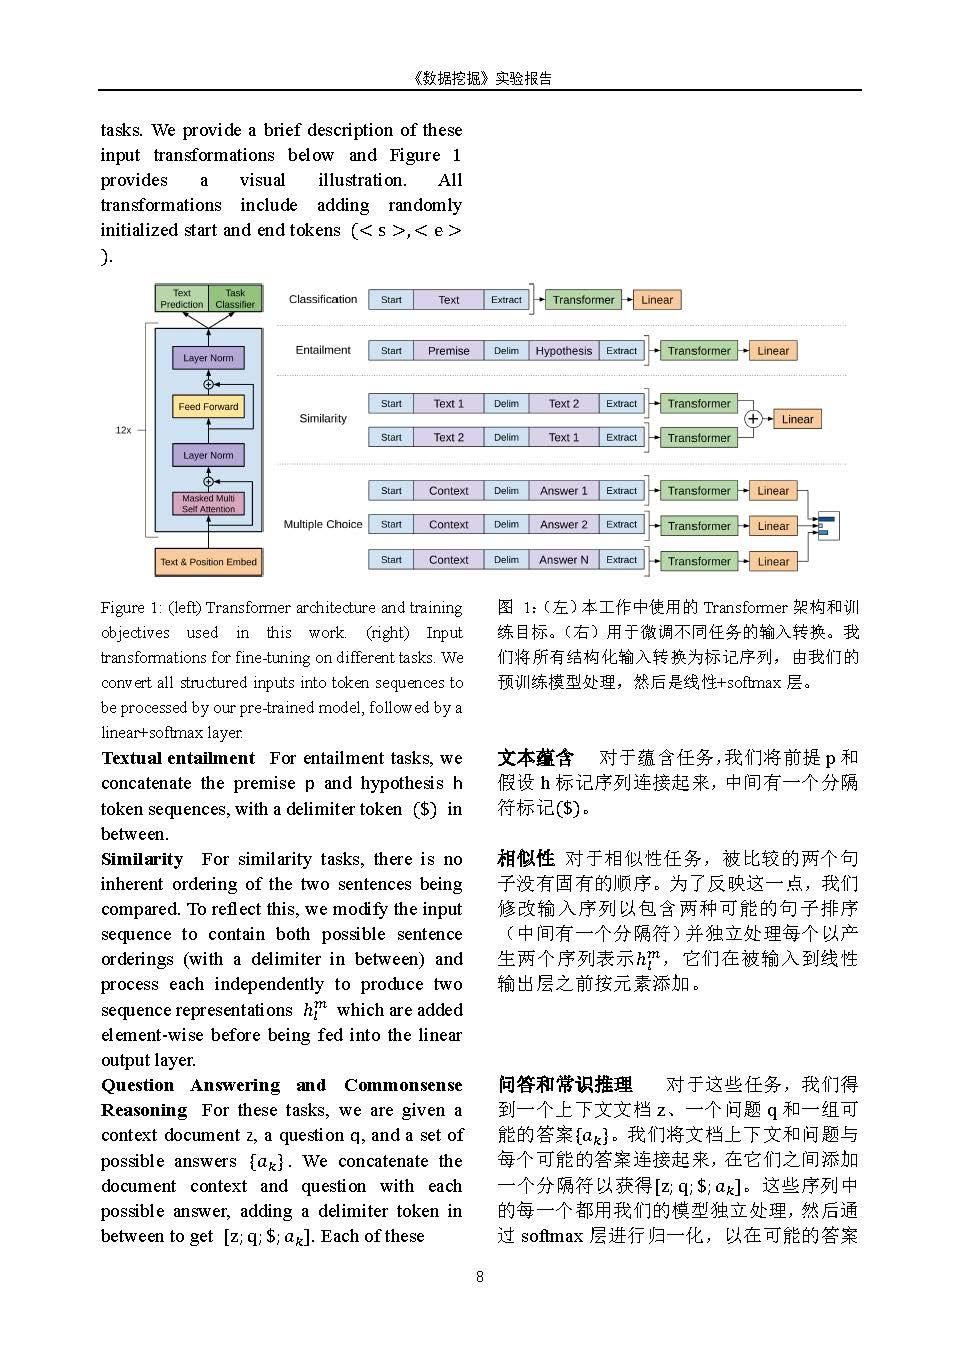 《数据挖掘》实验报告
tasks. We provide a brief description of these
input transformations below and Figure 1
provides a visual illustration. All
transformations include adding randomly
initialized start and end tokens (< s >,< e >
).
Text Prediction
Task Classifier
Layer Norm
Feed Forward
12x
Layer Norm
Masked Multi
Self Attention
Text & Position Embed
Classification Start Text Extract Transformer Linear
Entailment Start Premise Delim Hypothesis Extract Transformer Linear
Start Text 1 Delim Text 2 Extract Transformer
Similarity + Linear
Start Text 2 Delim Text 1 Extract Transformer
Start Context Delim Answer 1 Extract Transformer Linear
Multiple Choice Start Context Delim Answer 2 Extract Transformer Linear
Start Context Delim Answer N Extract Transformer Linear
Figure 1: (left) Transformer architecture and training
objectives used in this work. (right) Input
transformations for fine-tuning on different tasks. We
convert all structured inputs into token sequences to
be processed by our pre-trained model, followed by a
linear+softmax layer.
图 1:（左）本工作中使用的 Transformer 架构和训
练目标。（右）用于微调不同任务的输入转换。我
们将所有结构化输入转换为标记序列，由我们的
预训练模型处理，然后是线性+softmax 层。
Textual entailment For entailment tasks, we
concatenate the premise p and hypothesis h
token sequences, with a delimiter token ($) in
between.
文本蕴含 对于蕴含任务，我们将前提 p 和
假设 h 标记序列连接起来，中间有一个分隔
符标记($)。
Similarity For similarity tasks, there is no
inherent ordering of the two sentences being
compared. To reflect this, we modify the input
sequence to contain both possible sentence
orderings (with a delimiter in between) and
process each independently to produce two
sequence representations $h_l^m$ which are added
element-wise before being fed into the linear
output layer.
相似性 对于相似性任务，被比较的两个句
子没有固有的顺序。为了反映这一点，我们
修改输入序列以包含两种可能的句子排序
（中间有一个分隔符）并独立处理每个以产
生两个序列表示$h_l^m$，它们在被输入到线性
输出层之前按元素添加。
Question Answering and Commonsense
Reasoning For these tasks, we are given a
context document z, a question q, and a set of
possible answers {$a_k$}. We concatenate the
document context and question with each
possible answer, adding a delimiter token in
between to get [z; q; $; $a_k$]. Each of these
问答和常识推理 对于这些任务，我们得
到一个上下文文档 z、一个问题 q 和一组可
能的答案{$a_k$}。我们将文档上下文和问题与
每个可能的答案连接起来，在它们之间添加
一个分隔符以获得[z; q; $; $a_k$]。这些序列中
的每一个都用我们的模型独立处理，然后通
过 softmax 层进行归一化，以在可能的答案
8